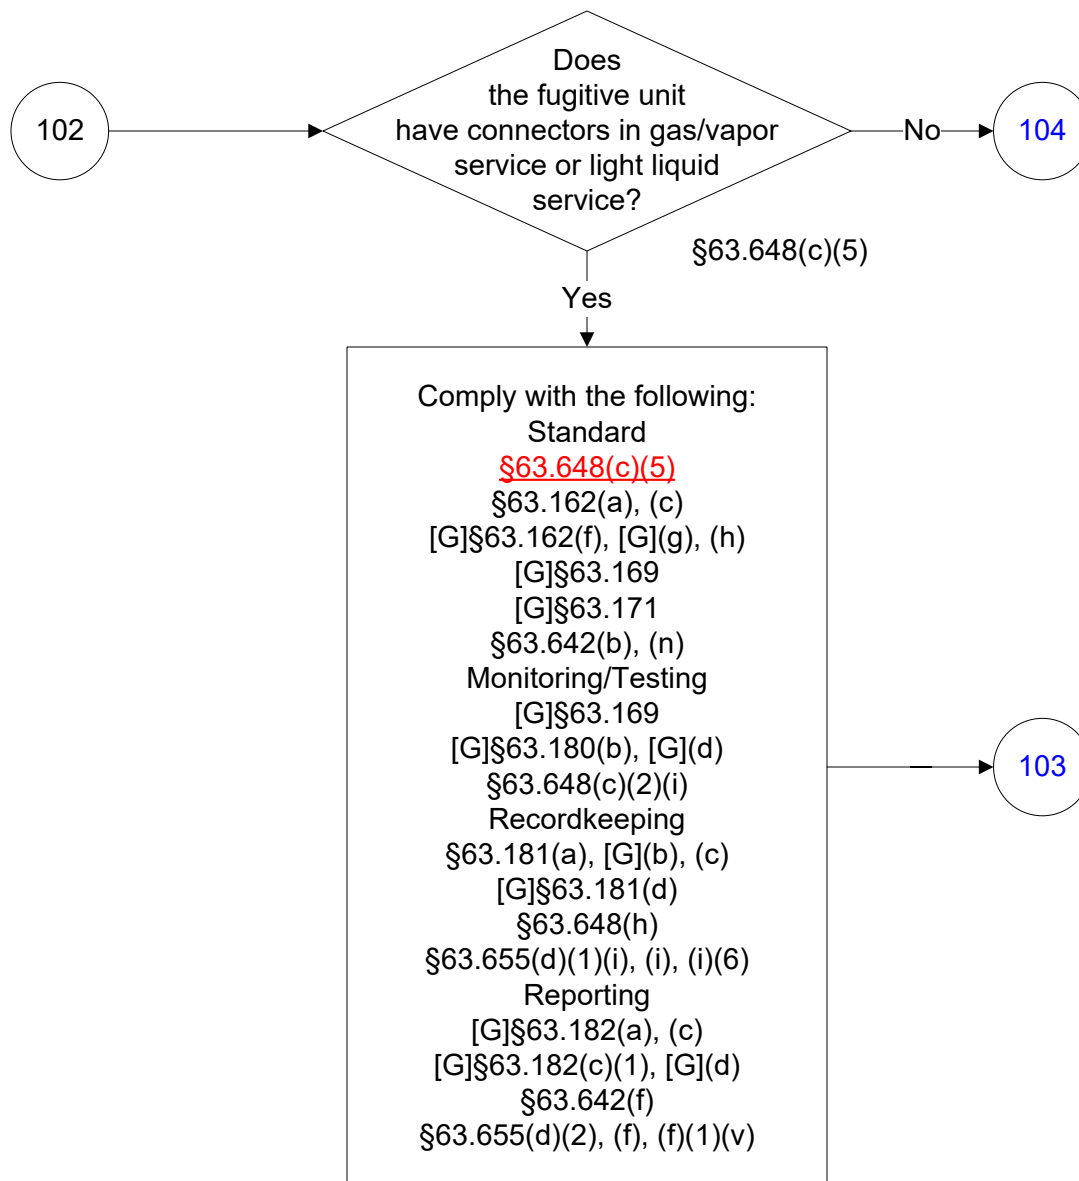 102
Does
the fugitive unit
have connectors in gas/vapor
service or light liquid
service?
No
104
§63.648(c)(5)
Yes
Comply with the following:
Standard
§63.648(c)(5)
§63.162(a), (c)
[G]§63.162(f), [G](g), (h)
[G]§63.169
[G]§63.171
§63.642(b), (n)
Monitoring/Testing
[G]§63.169
[G]§63.180(b), [G](d)
§63.648(c)(2)(i)
Recordkeeping
§63.181(a), [G](b), (c)
[G]§63.181(d)
§63.648(h)
§63.655(d)(1)(i), (i), (i)(6)
Reporting
[G]§63.182(a), (c)
[G]§63.182(c)(1), [G](d)
§63.642(f)
§63.655(d)(2), (f), (f)(1)(v)
103